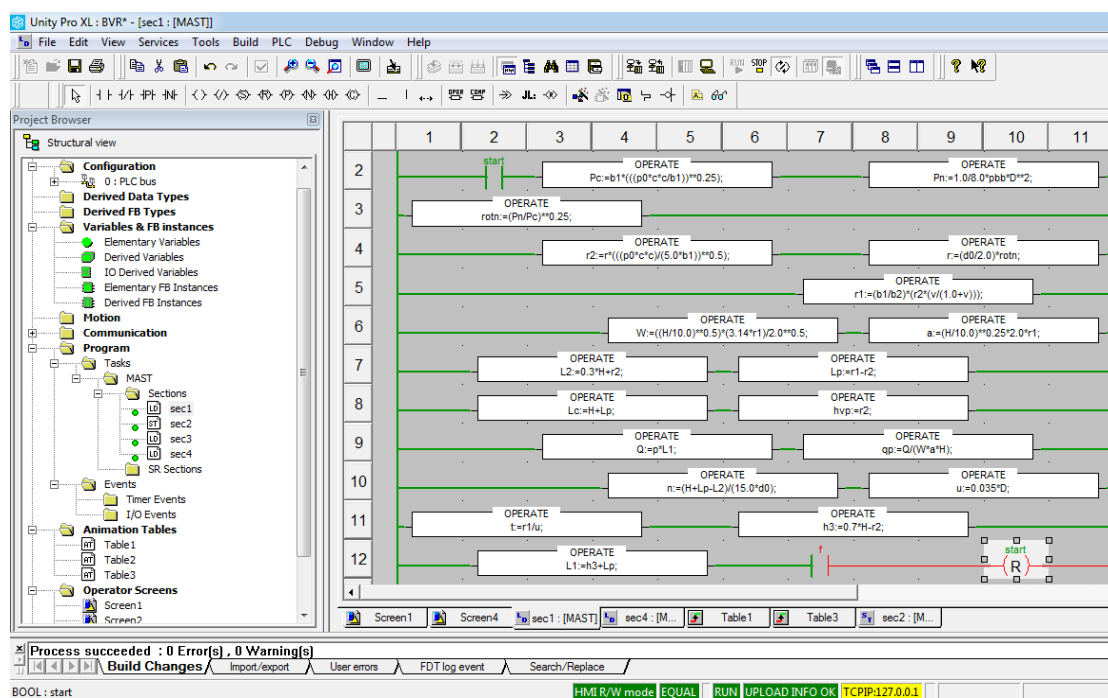 Unity Pro XL : BVR* - [sec1 : [MAST]]
File Edit View Services Tools Build PLC Debug Window Help
RUN STOP
OPER COMP JL:
Project Browser
Structural view
Configuration
0 : PLC bus
Derived Data Types
Derived FB Types
Variables & FB instances
Elementary Variables
Derived Variables
IO Derived Variables
Elementary FB Instances
Derived FB Instances
Motion
Communication
Program
Tasks
MAST
Sections
LD sec1
ST sec2
LD sec3
LD sec4
SR Sections
Events
Timer Events
I/O Events
Animation Tables
Table1
Table2
Table3
Operator Screens
Screen1
Screen2
1 2 3 4 5 6 7 8 9 10 11
2
start
OPERATE OPERATE
Pc:=b1*(((p0*c*c/b1))**0.25); Pn:=1.0/8.0*pbb*D**2;
3
OPERATE
rotn:=(Pn/Pc)**0.25;
4
OPERATE OPERATE
r2:=r*(((p0*c*c)/(5.0*b1))**0.5); r:=(d0/2.0)*rotn;
5
OPERATE
r1:=(b1/b2)*(r2*(v/(1.0+v)));
6
OPERATE OPERATE
W:=((H/10.0)**0.5)*(3.14*r1)/2.0**0.5; a:=(H/10.0)**0.25*2.0*r1;
7
OPERATE OPERATE
L2:=0.3*H+r2; Lp:=r1-r2;
8
OPERATE OPERATE
Lc:=H+Lp; hvp:=r2;
9
OPERATE OPERATE
Q:=p*L1; qp:=Q/(W*a*H);
10
OPERATE OPERATE
n:=(H+Lp-L2)/(15.0*d0); u:=0.035*D;
11
OPERATE OPERATE
t:=r1/u; h3:=0.7*H-r2;
12
OPERATE f start
L1:=h3+Lp; R
Screen1 Screen4 sec1 : [MAST] sec4 : [M... Table1 Table3 sec2 : [M...
Process succeeded : 0 Error(s) , 0 Warning(s)
Build Changes Import/export User errors FDT log event Search/Replace
BOOL : start HMI R/W mode EQUAL RUN UPLOAD INFO OK TCPIP:127.0.0.1